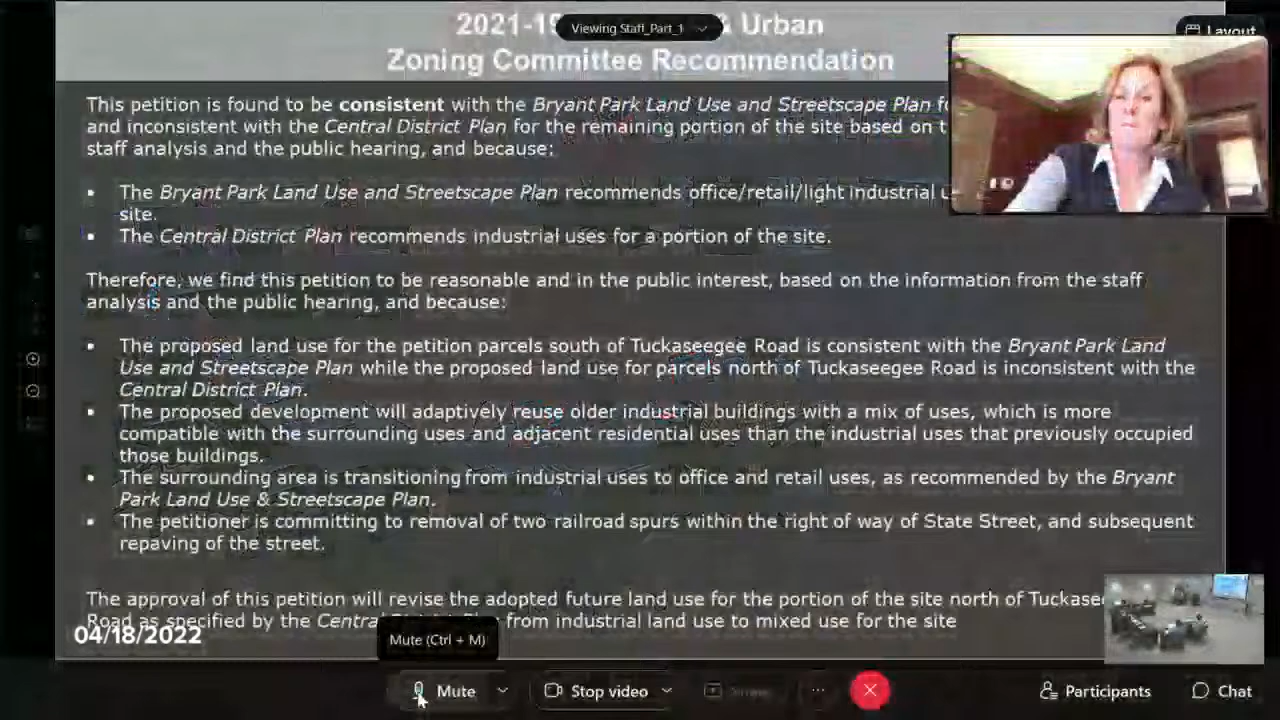 2021-19 & Urban
Viewing Staff_Part_1
Layout
Zoning Committee Recommendation
This petition is found to be consistent with the Bryant Park Land Use and Streetscape Plan
and inconsistent with the Central District Plan for the remaining portion of the site based on
staff analysis and the public hearing, and because:
▪ The Bryant Park Land Use and Streetscape Plan recommends office/retail/light industrial
site.
▪ The Central District Plan recommends industrial uses for a portion of the site.
Therefore, we find this petition to be reasonable and in the public interest, based on the information from the staff
analysis and the public hearing, and because:
▪ The proposed land use for the petition parcels south of Tuckaseegee Road is consistent with the Bryant Park Land
Use and Streetscape Plan while the proposed land use for parcels north of Tuckaseegee Road is inconsistent with the
Central District Plan.
▪ The proposed development will adaptively reuse older industrial buildings with a mix of uses, which is more
compatible with the surrounding uses and adjacent residential uses than the industrial uses that previously occupied
those buildings.
▪ The surrounding area is transitioning from industrial uses to office and retail uses, as recommended by the Bryant
Park Land Use & Streetscape Plan.
▪ The petitioner is committing to removal of two railroad spurs within the right of way of State Street, and subsequent
repaving of the street.
The approval of this petition will revise the adopted future land use for the portion of the site north of Tuckasee
Road as specified by the Central from industrial land use to mixed use for the site
04/18/2022
Mute (Ctrl + M)
Mute
Stop video
Participants
Chat